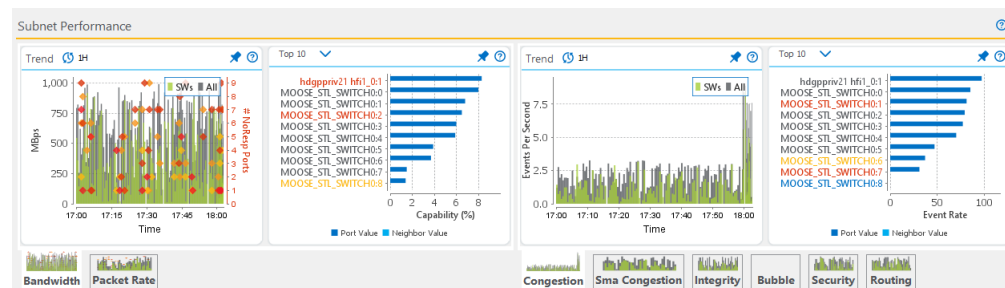 Subnet Performance
Trend 1H
1,000
750
500
250
0
MBps
SWs All
9
8
7
6
5
4
3
2
1
0
# NoResp Ports
17:00 17:15 17:30 17:45 18:00
Time
Top 10
hdgppriv21 hfi1_0:1
MOOSE_STL_SWITCH0:0
MOOSE_STL_SWITCH0:1
MOOSE_STL_SWITCH0:2
MOOSE_STL_SWITCH0:3
MOOSE_STL_SWITCH0:4
MOOSE_STL_SWITCH0:5
MOOSE_STL_SWITCH0:6
MOOSE_STL_SWITCH0:7
MOOSE_STL_SWITCH0:8
0 2 4 6 8
Capability (%)
Port Value Neighbor Value
Trend 1H
SWs All
7.5
5.0
2.5
0.0
Events Per Second
17:00 17:10 17:20 17:30 17:40 17:50 18:00
Time
Top 10
hdgppriv21 hfi1_0:1
MOOSE_STL_SWITCH0:0
MOOSE_STL_SWITCH0:1
MOOSE_STL_SWITCH0:2
MOOSE_STL_SWITCH0:3
MOOSE_STL_SWITCH0:4
MOOSE_STL_SWITCH0:5
MOOSE_STL_SWITCH0:6
MOOSE_STL_SWITCH0:7
MOOSE_STL_SWITCH0:8
0 50 100
Event Rate
Port Value Neighbor Value
Bandwidth Packet Rate
Congestion Sma Congestion Integrity Bubble Security Routing